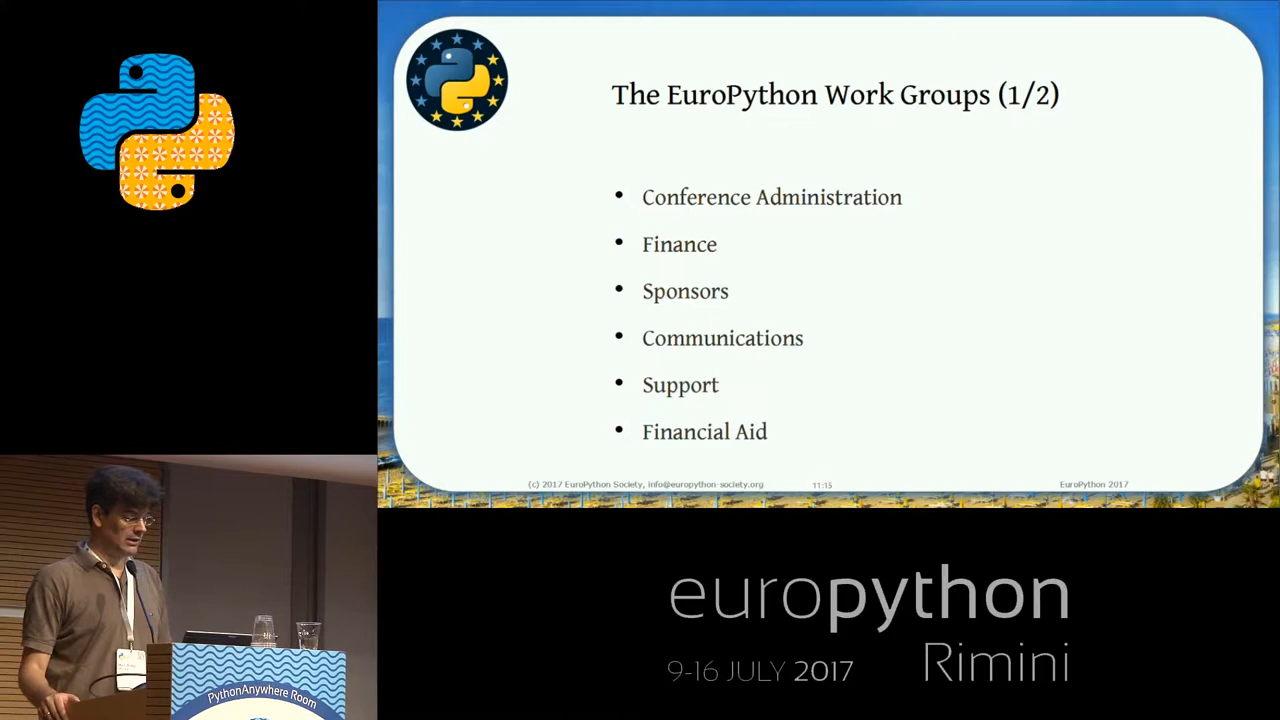 The EuroPython Work Groups (1/2)
• Conference Administration
• Finance
• Sponsors
• Communications
• Support
• Financial Aid
(c) 2017 EuroPython Society, info@europython-society.org 11:15 EuroPython 2017
europython
Rimini
9-16 JULY 2017
PythonAnywhere Room